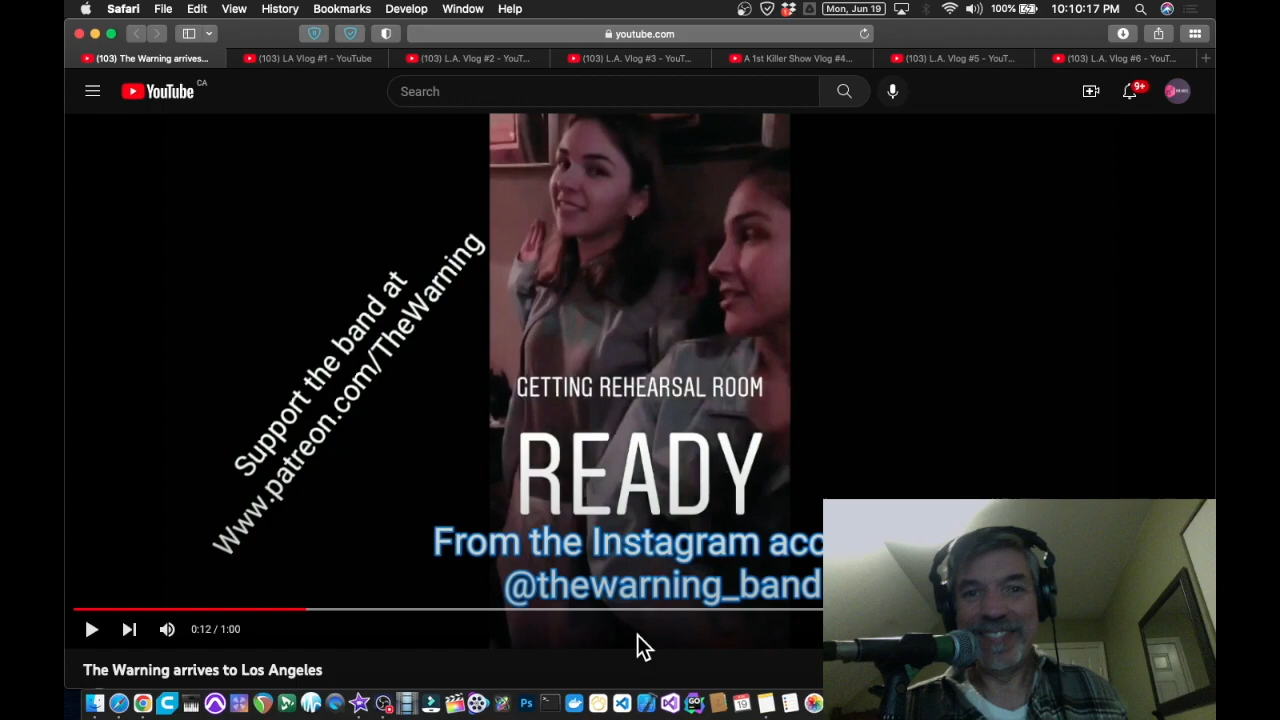 Safari File Edit View History Bookmarks Develop Window Help 100% Mon, Jun 19 10:10:17 PM
youtube.com
(103) The Warning arrives... (103) LA Vlog #1 - YouTube (103) L.A. Vlog #2 - YouT... (103) L.A. Vlog #3 - YouT... A 1st Killer Show Vlog #4... (103) L.A. Vlog #5 - YouT... (103) L.A. Vlog #6 - YouT...
YouTube CA Search 9+
Support the band at
Www.patreon.com/TheWarning
GETTING REHEARSAL ROOM
READY
From the Instagram acc
@thewarning_band
0:12 / 1:00
The Warning arrives to Los Angeles